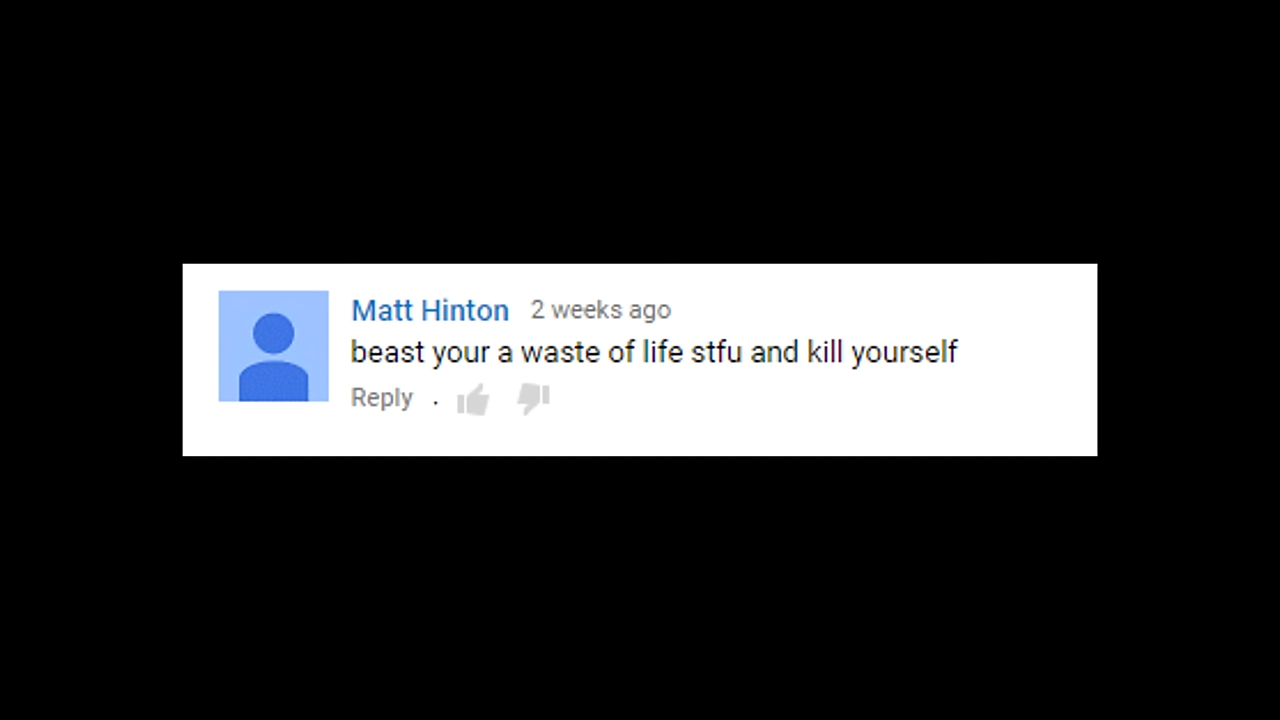 Matt Hinton 2 weeks ago
beast your a waste of life stfu and kill yourself
Reply .